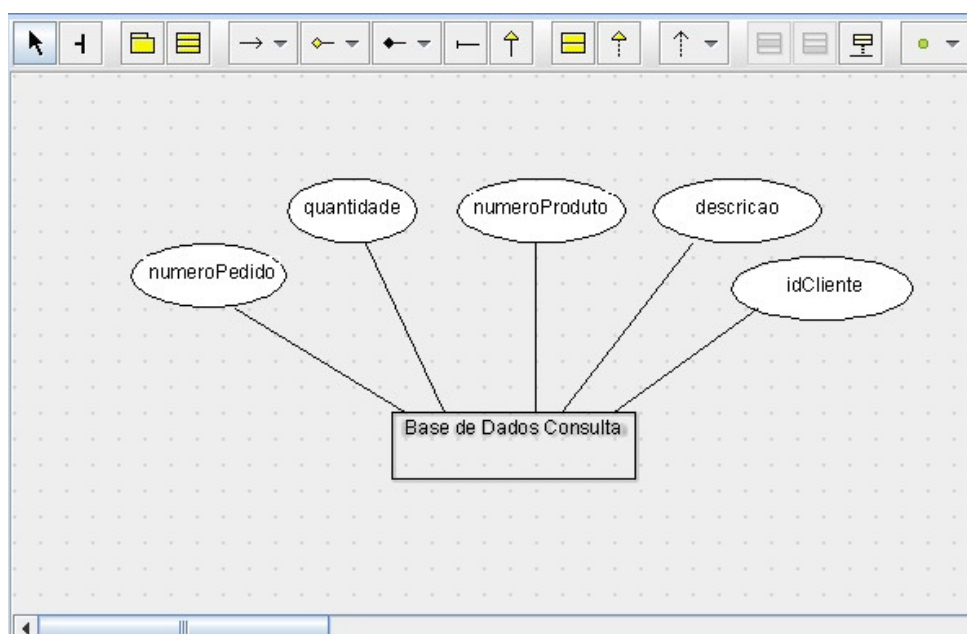 quantidade
numeroProduto
descricao
numeroPedido
idCliente
Base de Dados Consulta